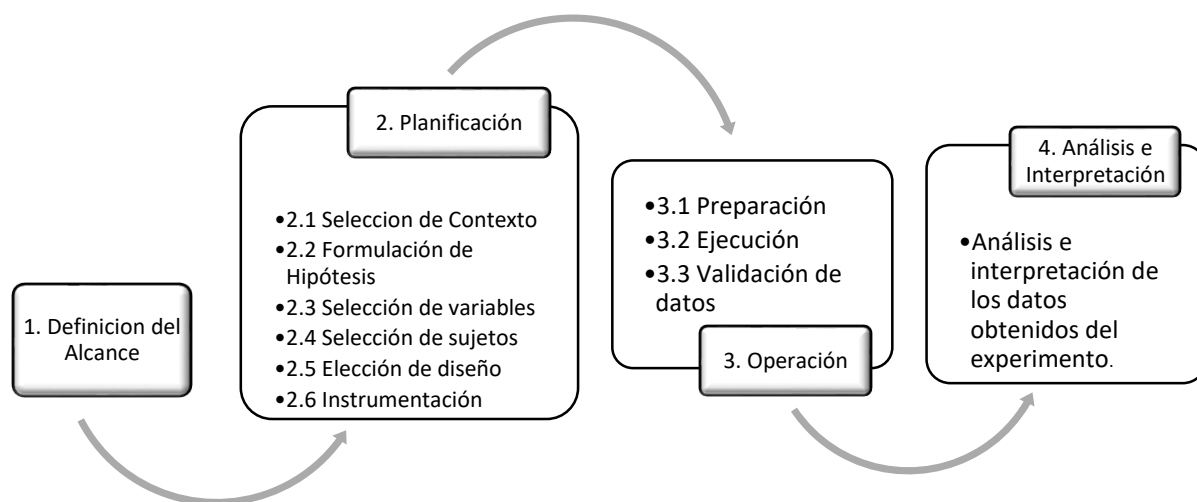 1. Definicion del
Alcance
2. Planificación
•2.1 Seleccion de Contexto
•2.2 Formulación de
Hipótesis
•2.3 Selección de variables
•2.4 Selección de sujetos
•2.5 Elección de diseño
•2.6 Instrumentación
•3.1 Preparación
•3.2 Ejecución
•3.3 Validación de
datos
3. Operación
4. Análisis e
Interpretación
•Análisis e
interpretación de
los datos
obtenidos del
experimento.